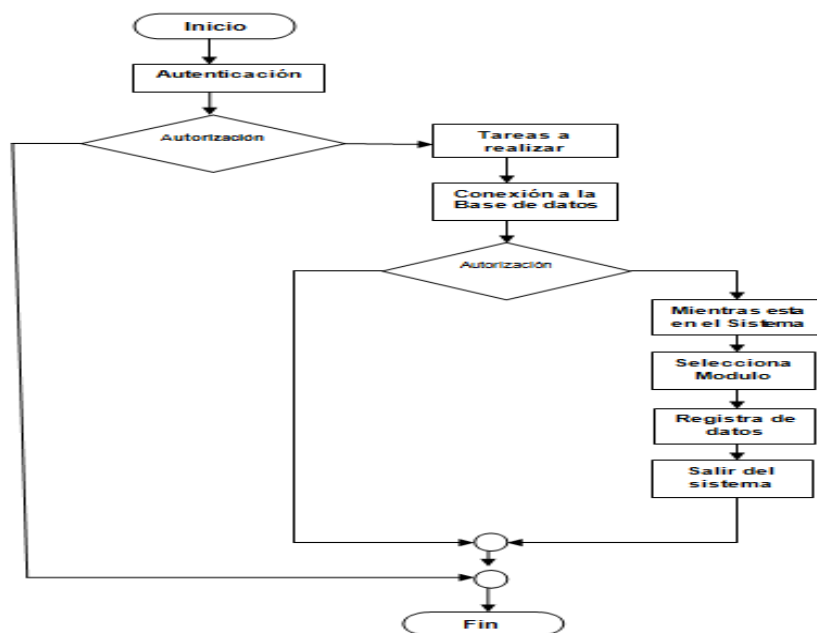 Inicio
Autenticación
Autorización
Tareas a
realizar
Conexión a la
Base de datos
Autorización
Mientras esta
en el Sistema
Selecciona
Modulo
Registra de
datos
Salir del
sistema
Fin